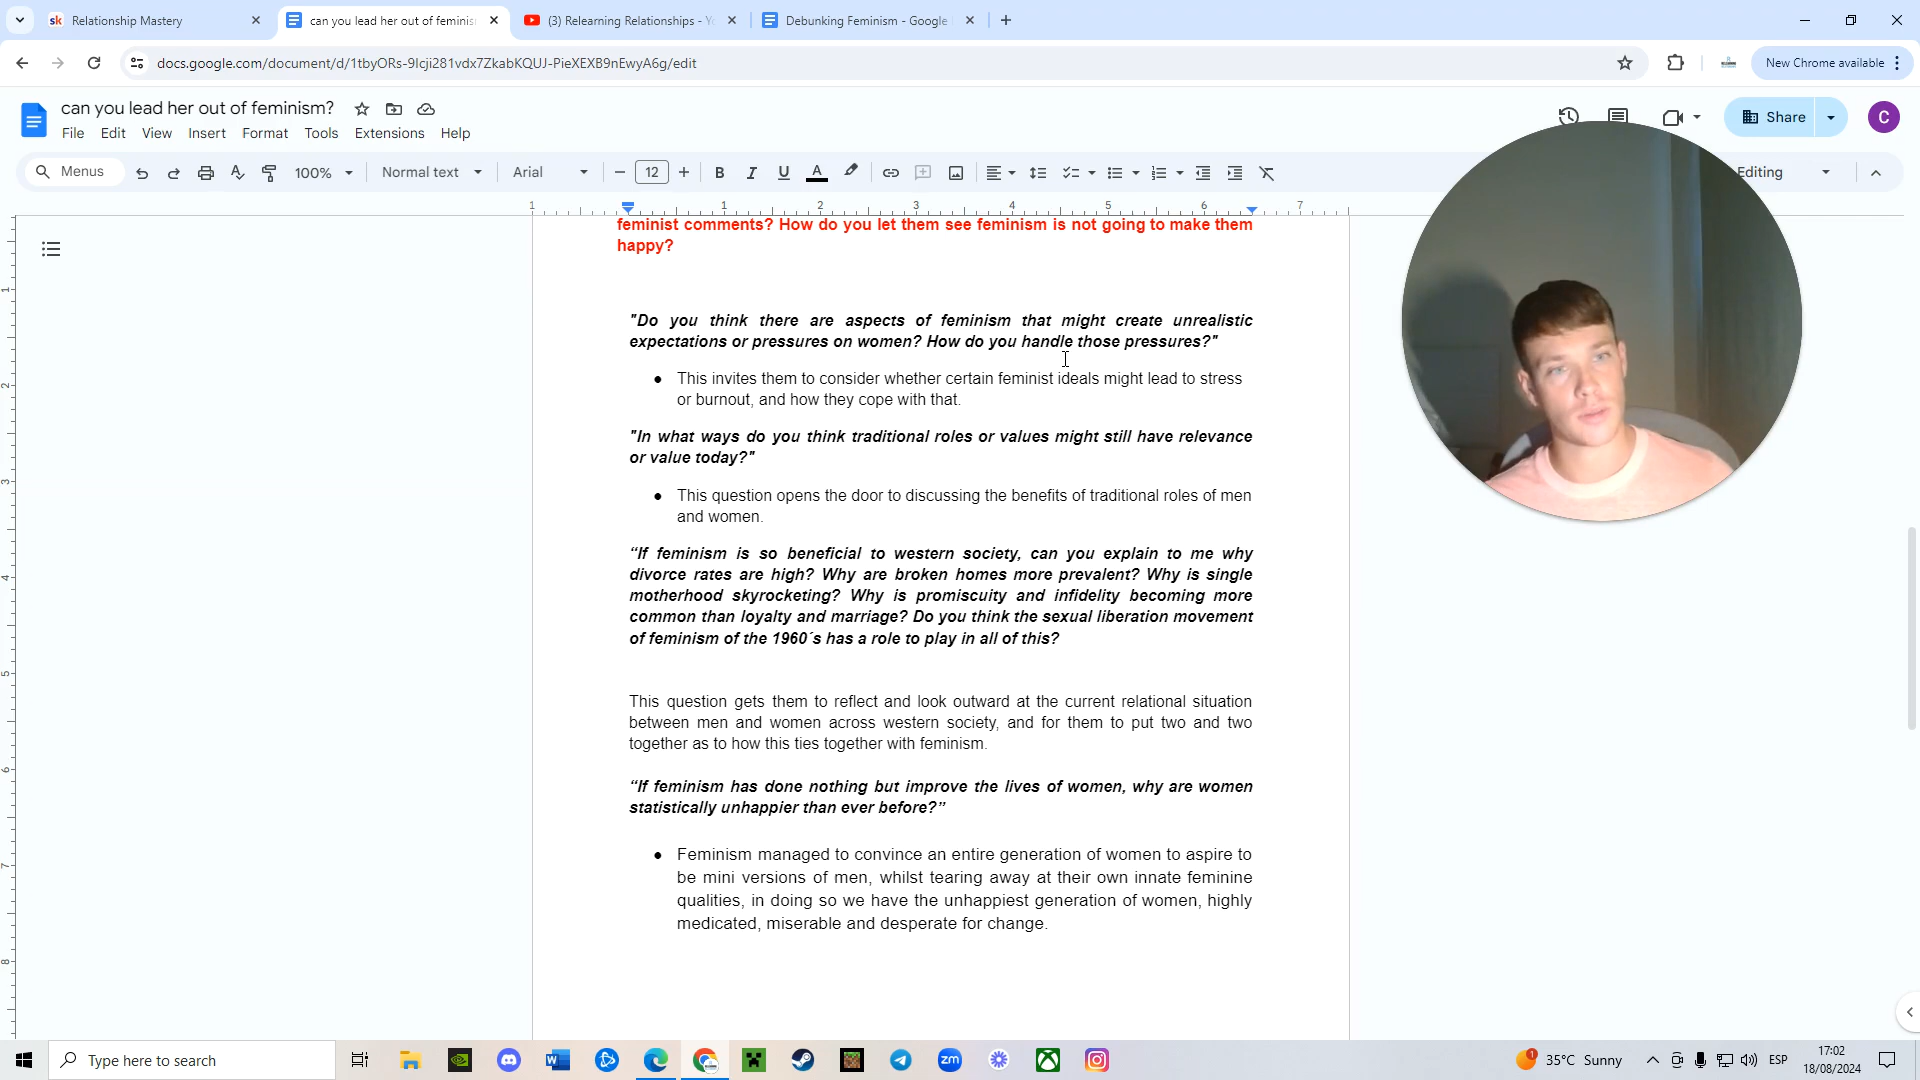 Relationship Mastery
can you lead her out of feminis
(3) Relearning Relationships - Yo
Debunking Feminism - Google
docs.google.com/document/d/1tbyORs-9Icji281vdx7ZkabKQUJ-PieXEXB9nEwyA6g/edit
New Chrome available
can you lead her out of feminism?
File Edit View Insert Format Tools Extensions Help
Share
C
Menus
100%
Normal text
Arial
12
Editing
1 1 2 3 4 5 6 7
feminist comments? How do you let them see feminism is not going to make them
happy?
"Do you think there are aspects of feminism that might create unrealistic
expectations or pressures on women? How do you handle those pressures?"
● This invites them to consider whether certain feminist ideals might lead to stress
or burnout, and how they cope with that.
"In what ways do you think traditional roles or values might still have relevance
or value today?"
● This question opens the door to discussing the benefits of traditional roles of men
and women.
“If feminism is so beneficial to western society, can you explain to me why
divorce rates are high? Why are broken homes more prevalent? Why is single
motherhood skyrocketing? Why is promiscuity and infidelity becoming more
common than loyalty and marriage? Do you think the sexual liberation movement
of feminism of the 1960´s has a role to play in all of this?
This question gets them to reflect and look outward at the current relational situation
between men and women across western society, and for them to put two and two
together as to how this ties together with feminism.
“If feminism has done nothing but improve the lives of women, why are women
statistically unhappier than ever before?”
● Feminism managed to convince an entire generation of women to aspire to
be mini versions of men, whilst tearing away at their own innate feminine
qualities, in doing so we have the unhappiest generation of women, highly
medicated, miserable and desperate for change.
Type here to search
35°C Sunny
ESP
17:02
18/08/2024